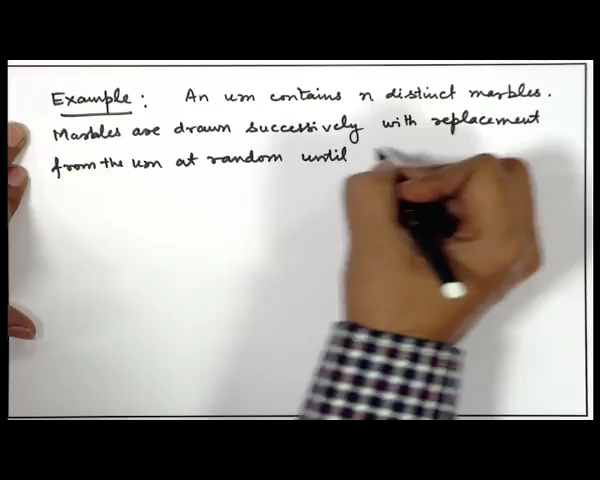 Example : An urn contains n distinct marbles.
Marbles are drawn successively with replacement
from the urn at random until